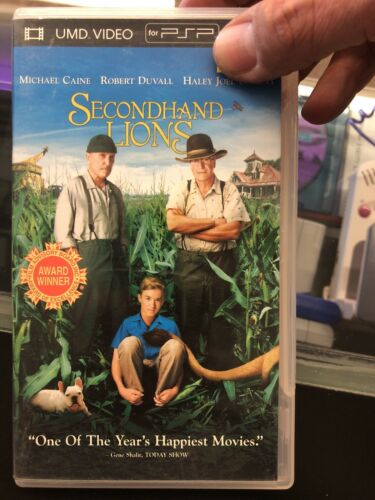 UMD VIDEO for PSP
MICHAEL CAINE ROBERT DUVALL HALEY JOEL
SECONDHAND
LIONS
AWARD
WINNER
"One Of The Year's Happiest Movies."
- Gene Shalit, TODAY SHOW